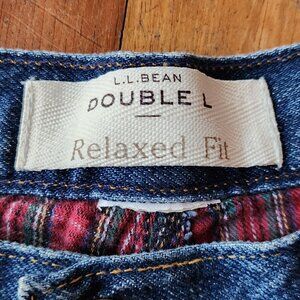 L.L.BEAN
DOUBLE L
Relaxed Fit